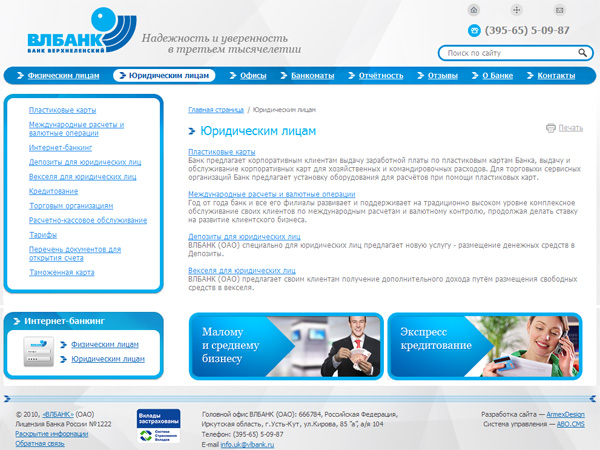 ВЛБАНК
БАНК ВЕРХНЕЛЕНСКИЙ
Надежность и уверенность
в третьем тысячелетии
(395-65) 5-09-87
Поиск по сайту
Физическим лицам
Юридическим лицам
Офисы
Банкоматы
Отчётность
Отзывы
О Банке
Контакты
Пластиковые карты
Международные расчеты и
валютные операции
Интернет-банкинг
Депозиты для юридических лиц
Векселя для юридических лиц
Кредитование
Торговым организациям
Расчетно-кассовое обслуживание
Тарифы
Перечень документов для
открытия счета
Таможенная карта
Главная страница / Юридическим лицам
Юридическим лицам
Печать
Пластиковые карты
Банк предлагает корпоративным клиентам выдачу заработной платы по пластиковым картам Банка, выдачу и
обслуживание корпоративных карт для хозяйственных и командировочных расходов. Для торговых и сервисных
организаций Банк предлагает установку оборудования для расчётов при помощи пластиковых карт.
Международные расчеты и валютные операции
Год от года банк и все его филиалы развивает и поддерживает на традиционно высоком уровне комплексное
обслуживание своих клиентов по международным расчетам и валютному контролю, продолжая делать ставку
на развитие клиентского бизнеса.
Депозиты для юридических лиц
ВЛБАНК (ОАО) специально для юридических лиц предлагает новую услугу - размещение денежных средств в
Депозиты.
Векселя для юридических лиц
ВЛБАНК (ОАО) предлагает своим клиентам получение дополнительного дохода путём размещения свободных
средств в векселя.
Интернет-банкинг
Физическим лицам
Юридическим лицам
Малому
и среднему
бизнесу
Экспресс
кредитование
© 2010, «ВЛБАНК» (ОАО)
Лицензия Банка России №1222
Раскрытие информации
Обратная связь
Вклады
застрахованы
Система
Страхования
Вкладов
Головной офис ВЛБАНК (ОАО): 666784, Российская Федерация,
Иркутская область, г.Усть-Кут, ул.Кирова, 85 "а", а/я 104
Телефон: (395-65) 5-09-87
E-mail: info.uk@vlbank.ru
Разработка сайта — ArmexDesign
Система управления — ABO.CMS